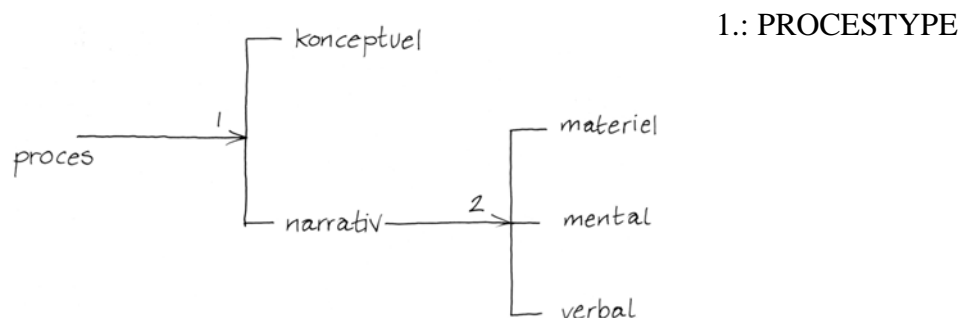 1.: PROCESTYPE
konceptuel
1
proces
materiel
2
narrativ
mental
verbal